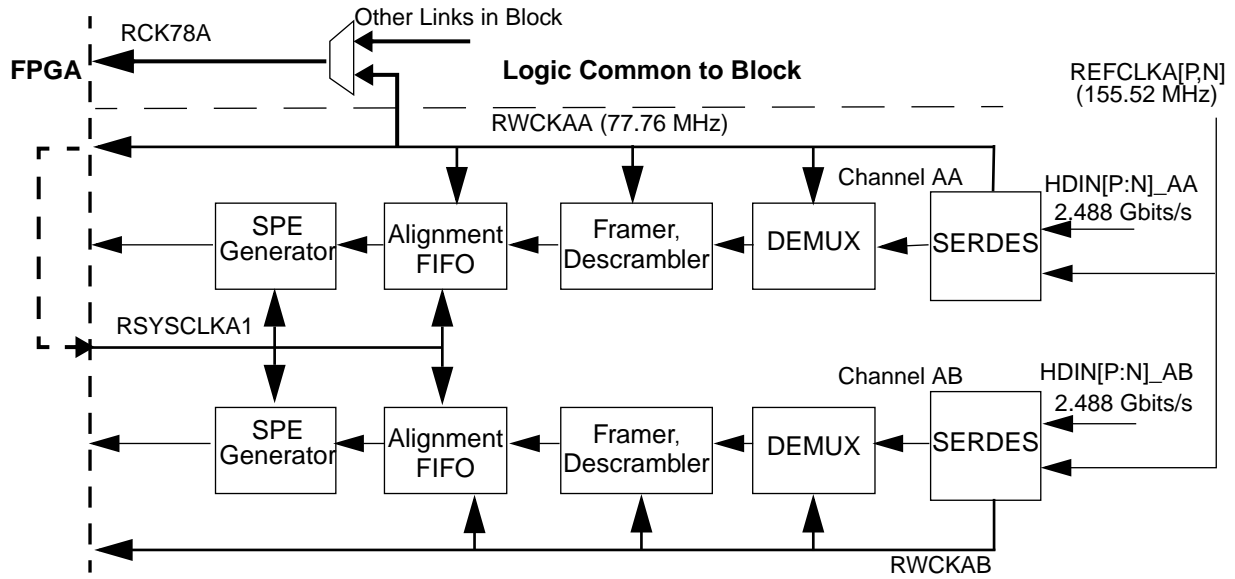 Other Links in Block
RCK78A
FPGA
Logic Common to Block
REFCLKA[P,N]
(155.52 MHz)
RWCKAA (77.76 MHz)
Channel AA
HDIN[P:N]_AA
2.488 Gbits/s
SPE
Generator
Alignment
FIFO
Framer,
Descrambler
DEMUX
SERDES
RSYSCLKA1
Channel AB
HDIN[P:N]_AB
2.488 Gbits/s
SPE
Generator
Alignment
FIFO
Framer,
Descrambler
DEMUX
SERDES
RWCKAB